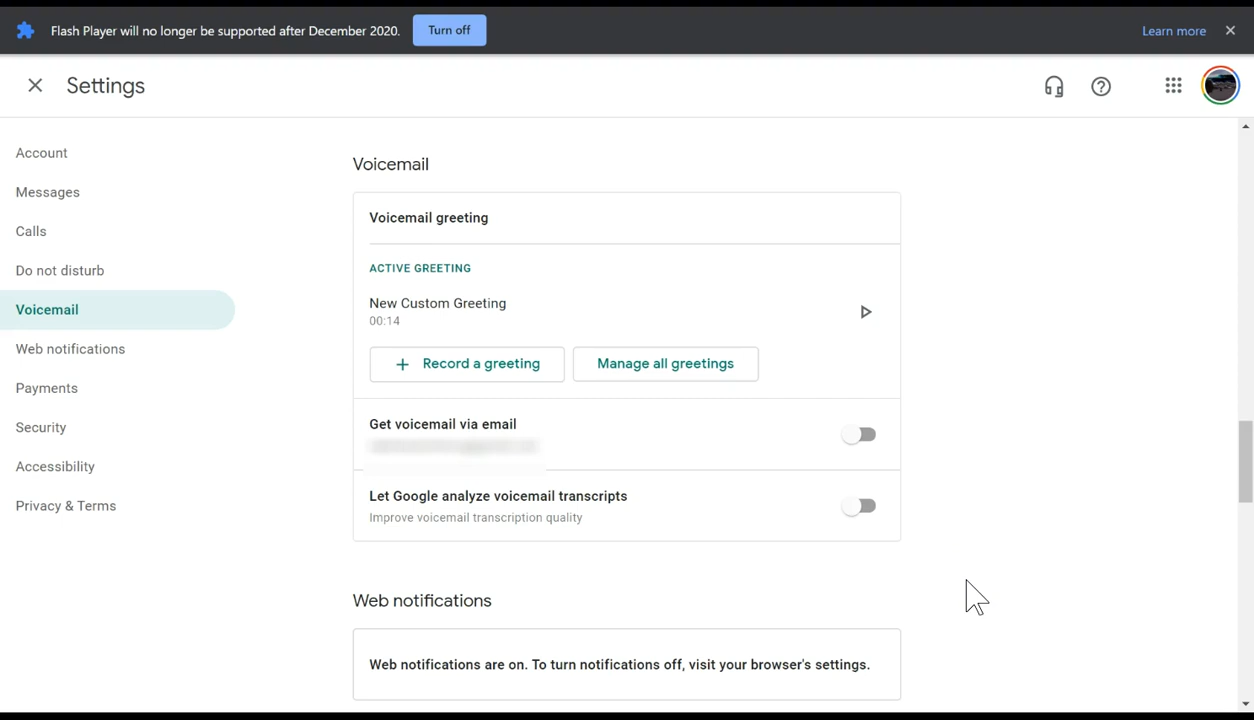 Flash Player will no longer be supported after December 2020.
Turn off
Learn more
Settings
Account
Messages
Calls
Do not disturb
Voicemail
Web notifications
Payments
Security
Accessibility
Privacy & Terms
Voicemail
Voicemail greeting
ACTIVE GREETING
New Custom Greeting
00:14
Record a greeting
Manage all greetings
Get voicemail via email
Let Google analyze voicemail transcripts
Improve voicemail transcription quality
Web notifications
Web notifications are on. To turn notifications off, visit your browser's settings.